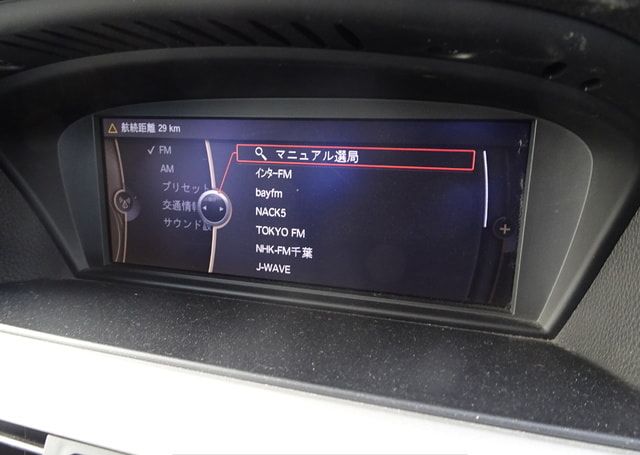 航続距離 29 km
FM
AM
プリセット
交通情報
サウンド設
マニュアル選局
インターFM
bayfm
NACK5
TOKYO FM
NHK-FM千葉
J-WAVE